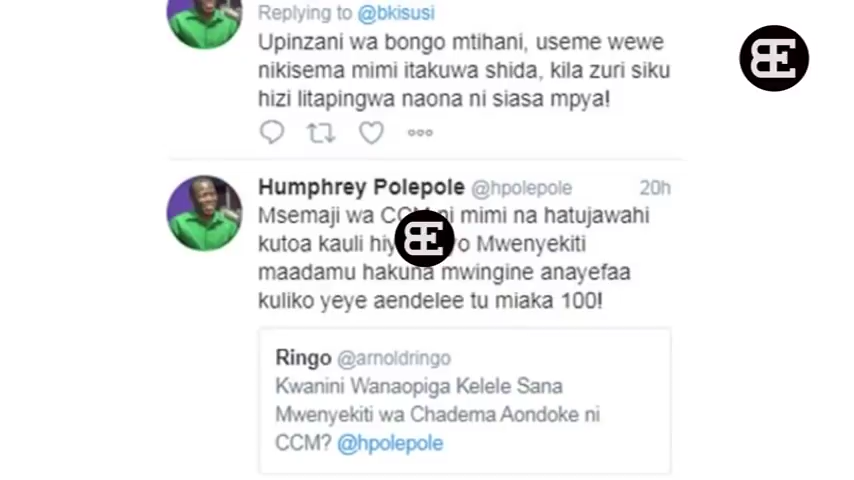 Replying to @bkisusi
Upinzani wa bongo mtihani, useme wewe
nikisema mimi itakuwa shida, kila zuri siku
hizi litapingwa naona ni siasa mpya!
BE
Humphrey Polepole @hpolepole 20h
Msemaji wa CCM ni mimi na hatujawahi
kutoa kauli BE Mwenyekiti
maadamu hakuna mwingine anayefaa
kuliko yeye aendelee tu miaka 100!
Ringo @arnoldringo
Kwanini Wanaopiga Kelele Sana
Mwenyekiti wa Chadema Aondoke ni
CCM? @hpolepole